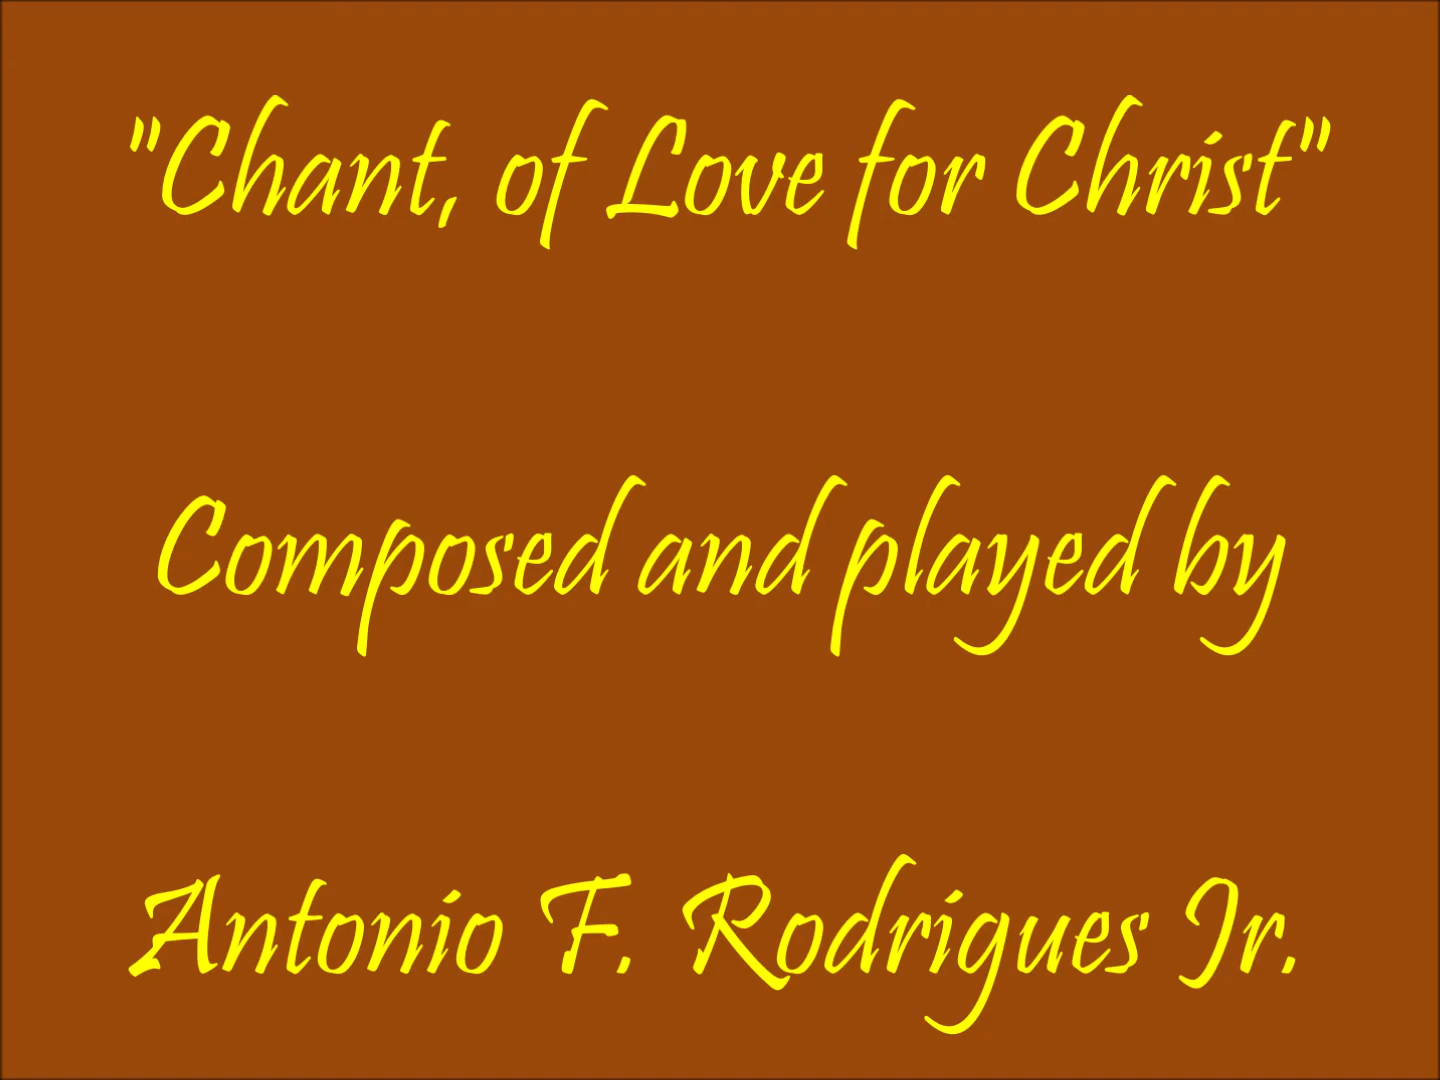 "Chant, of Love for Christ"
Composed and played by
Antonio F. Rodrigues Jr.